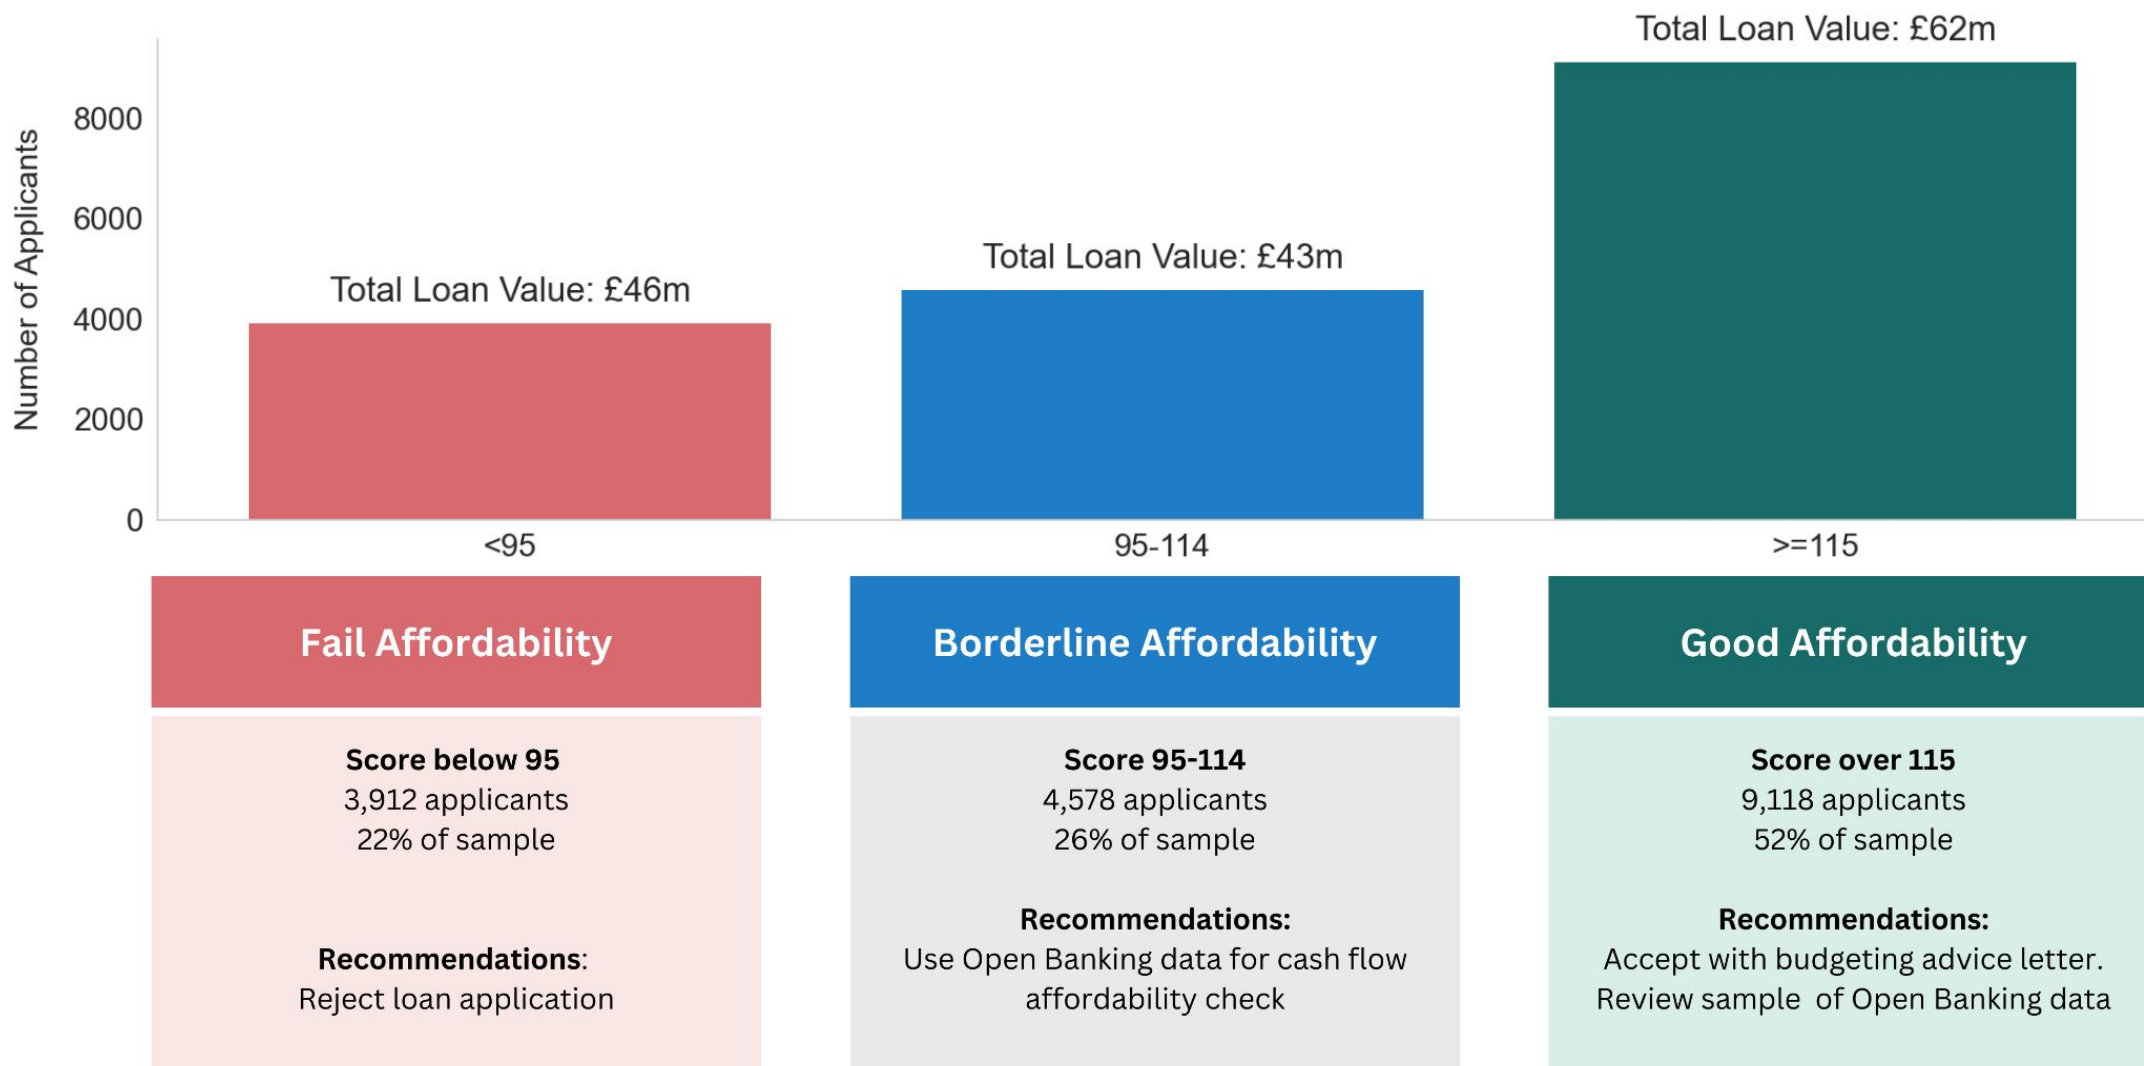 Total Loan Value: £62m
Number of Applicants
8000
6000
4000
2000
0
Total Loan Value: £46m
Total Loan Value: £43m
<95
95-114
>=115
Fail Affordability
Score below 95
3,912 applicants
22% of sample
Recommendations:
Reject loan application
Borderline Affordability
Score 95-114
4,578 applicants
26% of sample
Recommendations:
Use Open Banking data for cash flow
affordability check
Good Affordability
Score over 115
9,118 applicants
52% of sample
Recommendations:
Accept with budgeting advice letter.
Review sample of Open Banking data